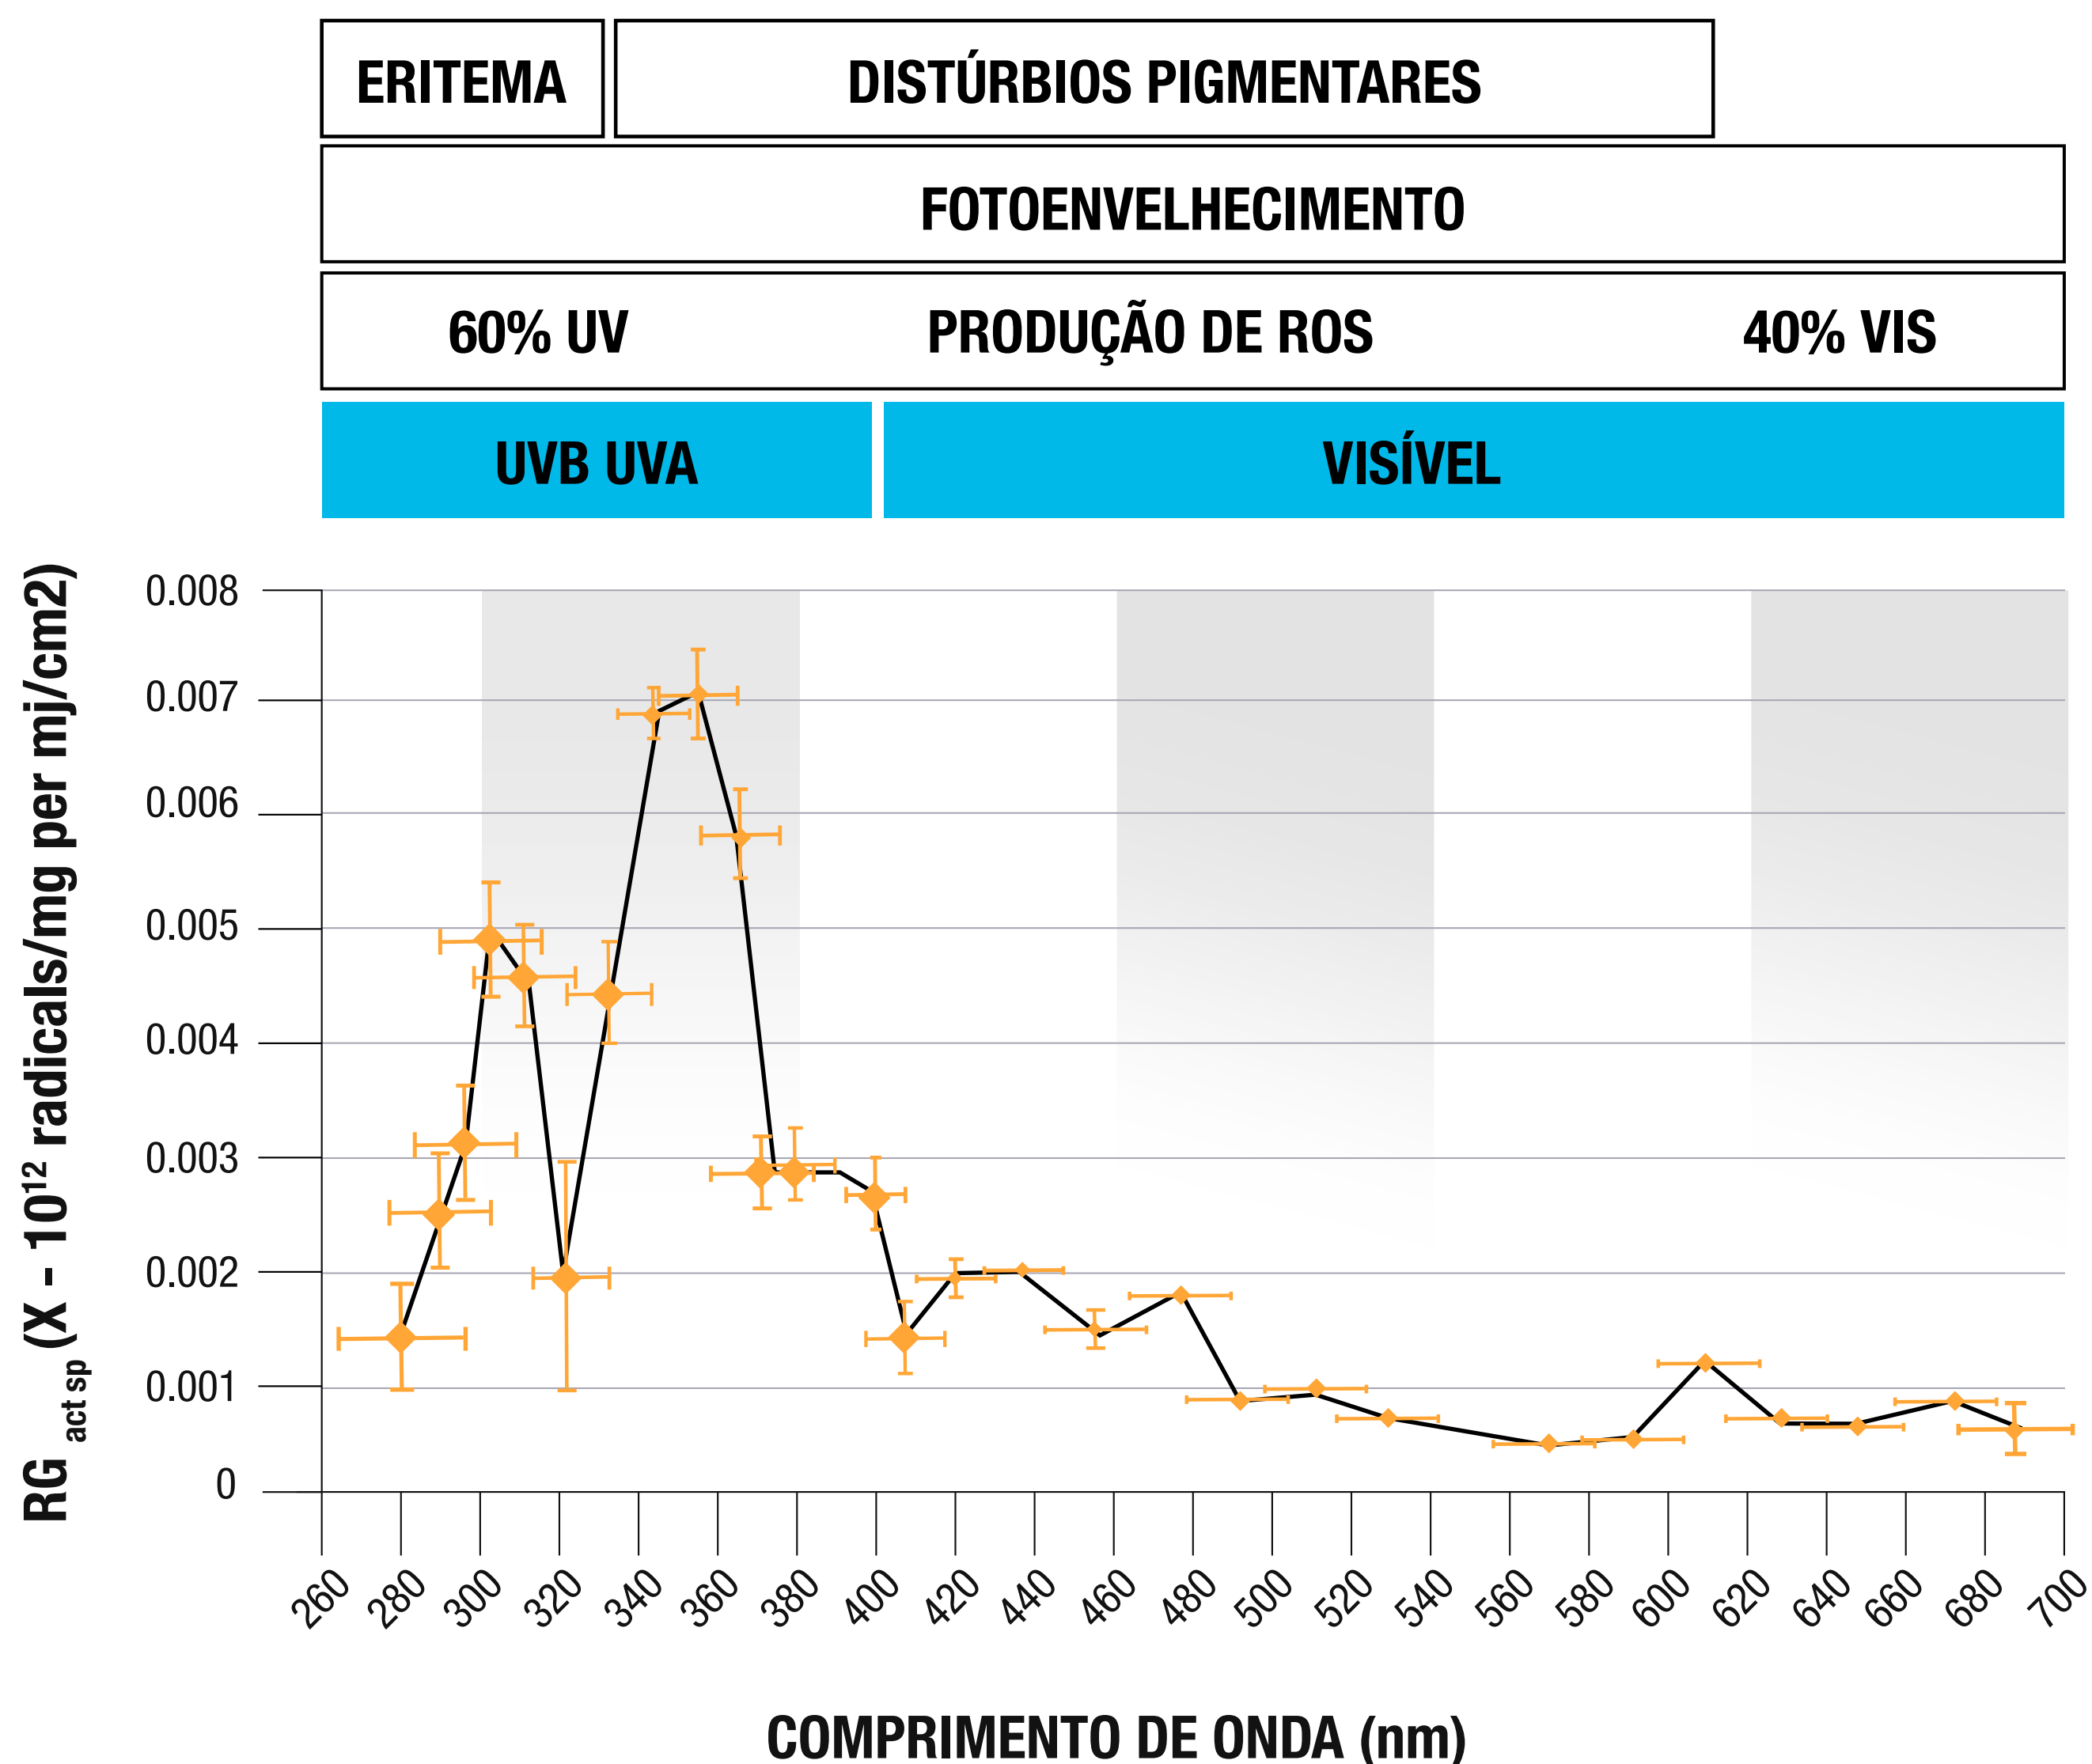 ERITEMA
DISTÚRBIOS PIGMENTARES
FOTOENVELHECIMENTO
60% UV
PRODUÇÃO DE ROS
40% VIS
UVB UVA
VISÍVEL
RG act sp (X - 10¹² radicals/mg per mj/cm2)
0.008
0.007
0.006
0.005
0.004
0.003
0.002
0.001
0
260 280 300 320 340 360 380 400 420 440 460 480 500 520 540 560 580 600 620 640 660 680 700
COMPRIMENTO DE ONDA (nm)